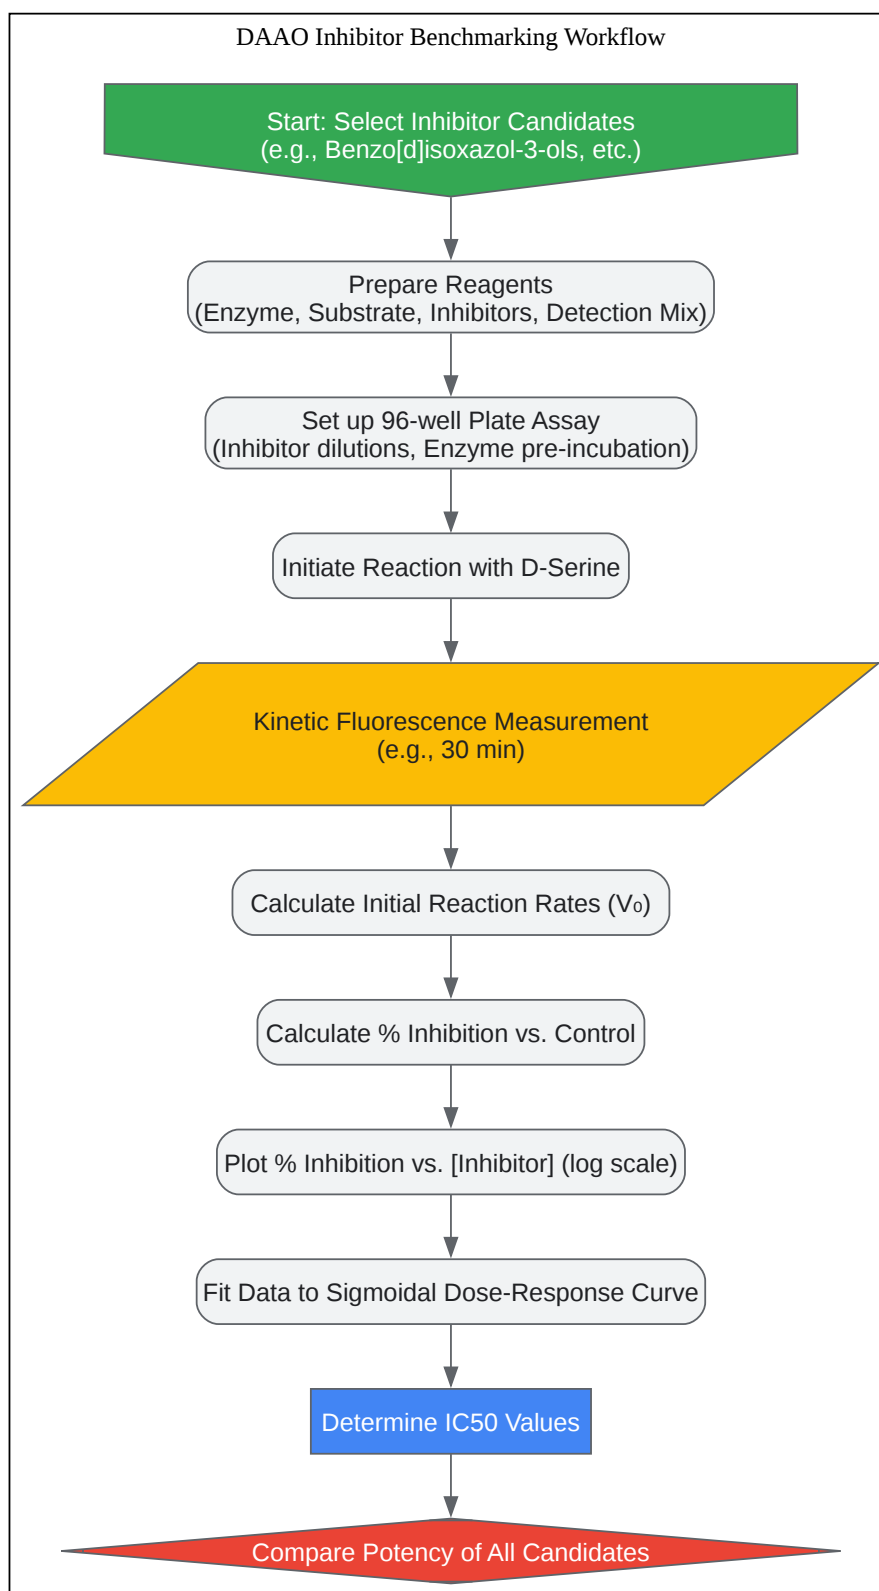 DAAO Inhibitor Benchmarking Workflow
Start: Select Inhibitor Candidates
(e.g., Benzo[d]isoxazol-3-ols, etc.)
Prepare Reagents
(Enzyme, Substrate, Inhibitors, Detection Mix)
Set up 96-well Plate Assay
(Inhibitor dilutions, Enzyme pre-incubation)
Initiate Reaction with D-Serine
Kinetic Fluorescence Measurement
(e.g., 30 min)
Calculate Initial Reaction Rates (V₀)
Calculate % Inhibition vs. Control
Plot % Inhibition vs. [Inhibitor] (log scale)
Fit Data to Sigmoidal Dose-Response Curve
Determine IC50 Values
Compare Potency of All Candidates